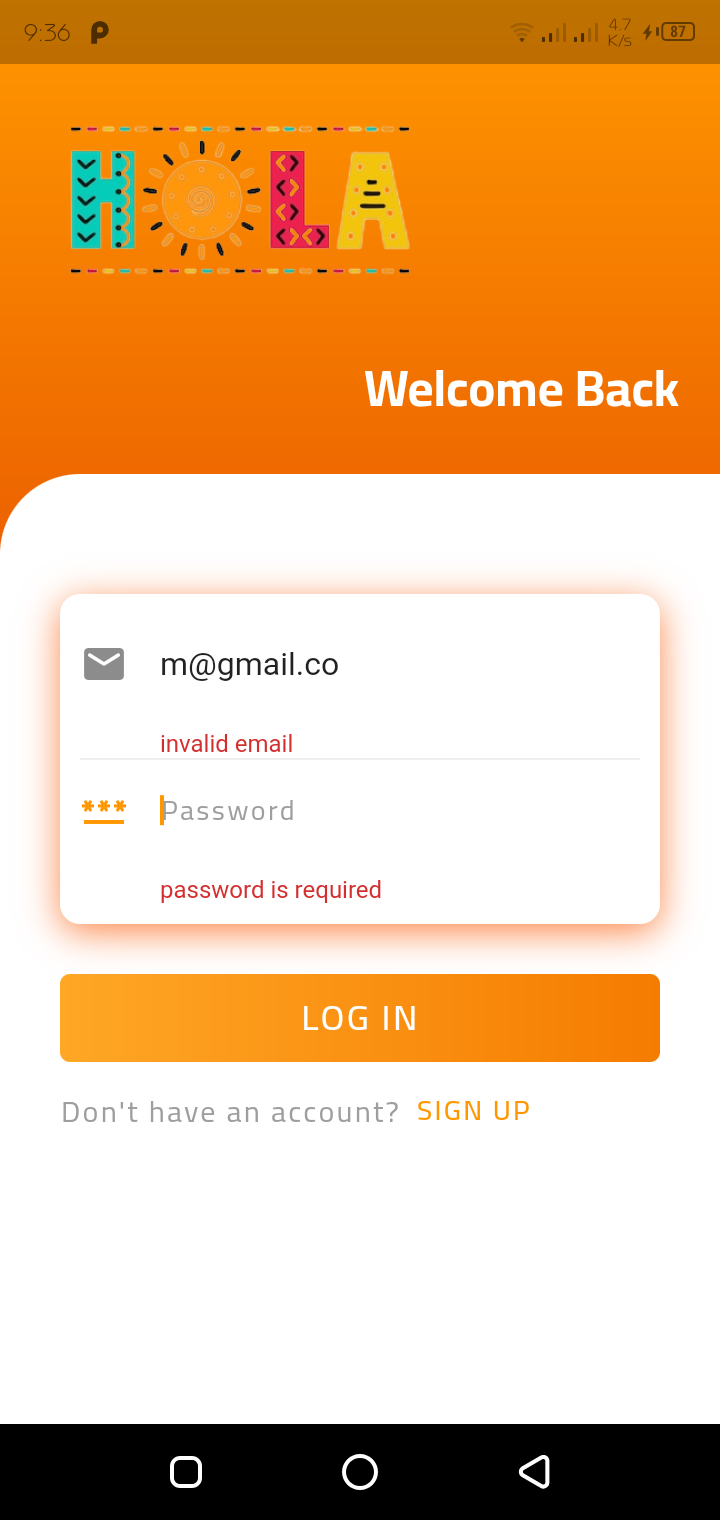 9:36
4.7
K/s
87
HOLA
Welcome Back
m@gmail.co
invalid email
***
Password
password is required
LOG IN
Don't have an account? SIGN UP